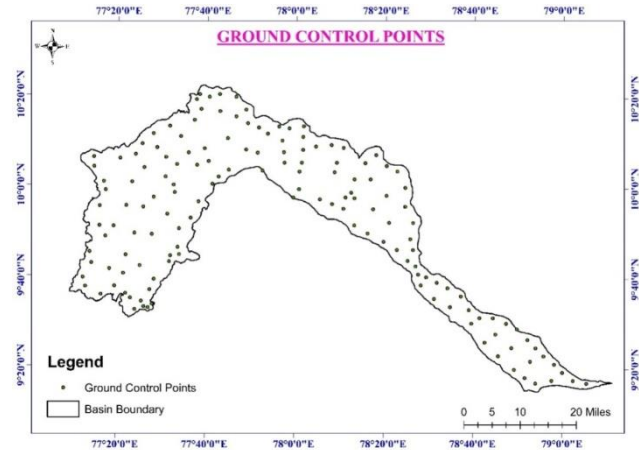 77°20'0"E 77°40'0"E 78°0'0"E 78°20'0"E 78°40'0"E 79°0'0"E
GROUND CONTROL POINTS
N
W E
S
10°20'0"N 10°20'0"N
10°0'0"N 10°0'0"N
9°40'0"N 9°40'0"N
9°20'0"N 9°20'0"N
Legend
Ground Control Points
Basin Boundary
0 5 10 20 Miles
77°20'0"E 77°40'0"E 78°0'0"E 78°20'0"E 78°40'0"E 79°0'0"E